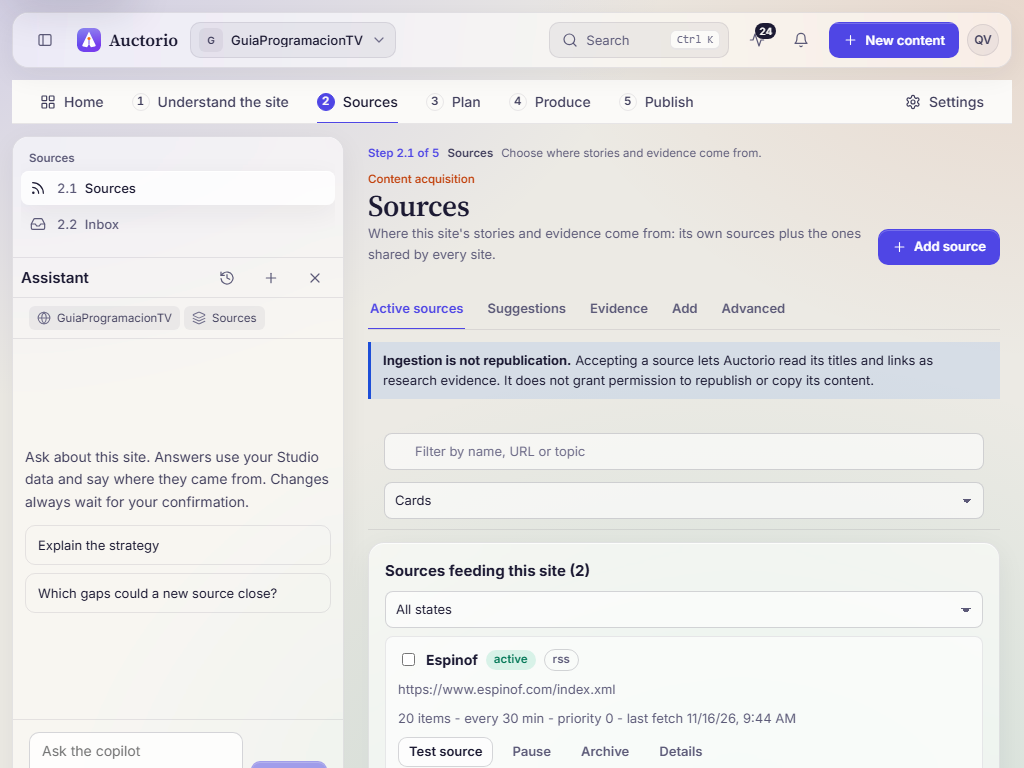 Auctorio
G GuiaProgramacionTV
Search Ctrl K
24
New content
QV
Home
1 Understand the site
2 Sources
3 Plan
4 Produce
5 Publish
Settings
Sources
2.1 Sources
2.2 Inbox
Assistant
GuiaProgramacionTV
Sources
Ask about this site. Answers use your Studio
data and say where they came from. Changes
always wait for your confirmation.
Explain the strategy
Which gaps could a new source close?
Ask the copilot
Step 2.1 of 5 Sources Choose where stories and evidence come from.
Content acquisition
Sources
Where this site's stories and evidence come from: its own sources plus the ones
shared by every site.
Add source
Active sources
Suggestions
Evidence
Add
Advanced
Ingestion is not republication. Accepting a source lets Auctorio read its titles and links as
research evidence. It does not grant permission to republish or copy its content.
Filter by name, URL or topic
Cards
Sources feeding this site (2)
All states
Espinof active rss
https://www.espinof.com/index.xml
20 items - every 30 min - priority 0 - last fetch 11/16/26, 9:44 AM
Test source
Pause
Archive
Details